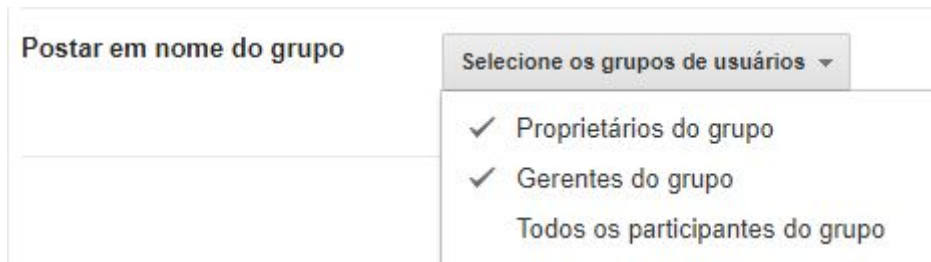 Postar em nome do grupo
Selecione os grupos de usuários
Proprietários do grupo
Gerentes do grupo
Todos os participantes do grupo